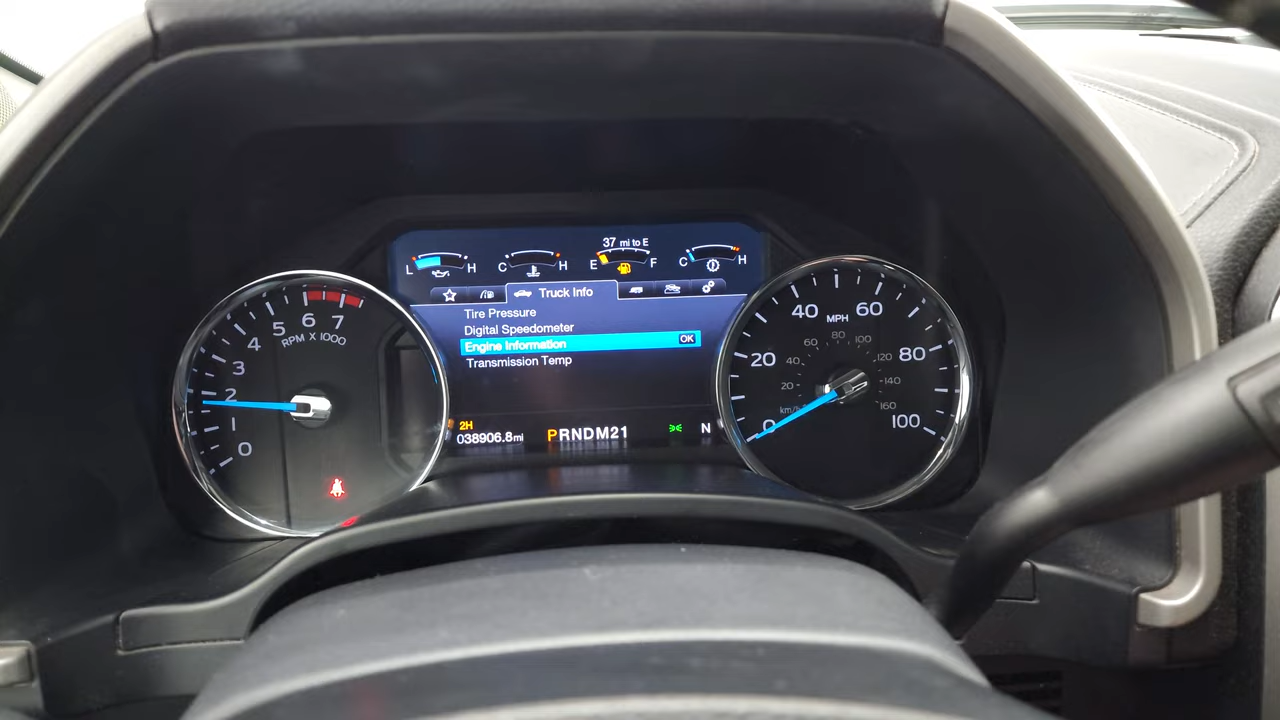 37 mi to E
L H C H E F C H
Truck Info
Tire Pressure
Digital Speedometer
Engine Information OK
Transmission Temp
2H
038906.8mi
PRNDM21
N
0 1 2 3 4 5 6 7
RPM X 1000
0 20 40 60 80 100
MPH
20 40 60 80 100 120 140 160
km/h